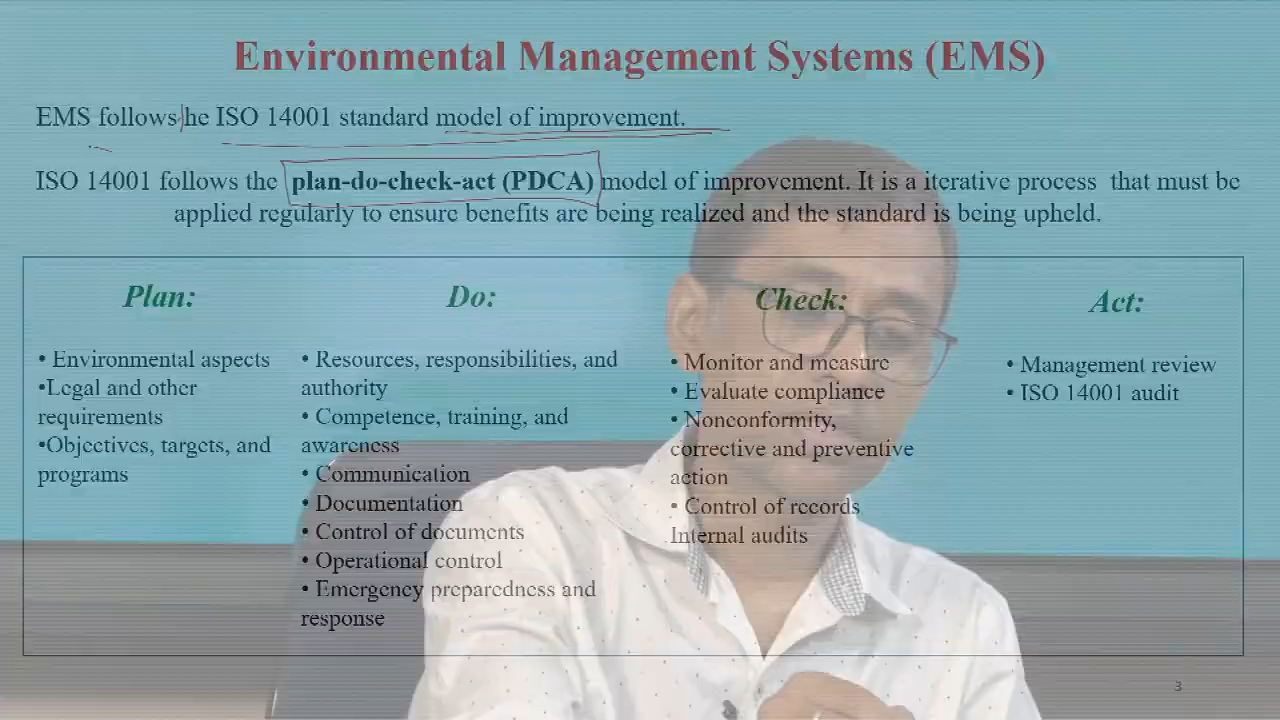 Environmental Management Systems (EMS)
EMS follows he ISO 14001 standard model of improvement.
ISO 14001 follows the plan-do-check-act (PDCA) model of improvement. It is a iterative process that must be
applied regularly to ensure benefits are being realized and the standard is being upheld.
Plan:
• Environmental aspects
•Legal and other
requirements
•Objectives, targets, and
programs
Do:
• Resources, responsibilities, and
authority
• Competence, training, and
awareness
• Communication
• Documentation
• Control of documents
• Operational control
• Emergency preparedness and
response
Check:
• Monitor and measure
• Evaluate compliance
• Nonconformity,
corrective and preventive
action
• Control of records
Internal audits
Act:
• Management review
• ISO 14001 audit
3